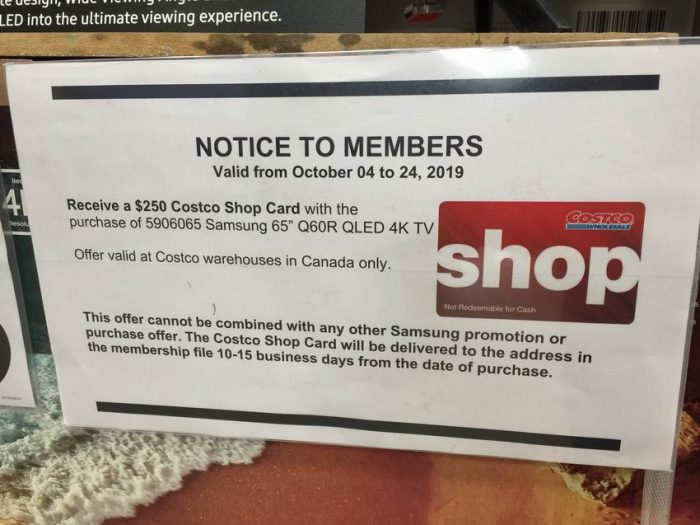 LED into the ultimate viewing experience.
NOTICE TO MEMBERS
Valid from October 04 to 24, 2019
Receive a $250 Costco Shop Card with the
purchase of 5906065 Samsung 65" Q60R QLED 4K TV
Offer valid at Costco warehouses in Canada only.
COSTCO
WHOLESALE
shop
Not Redeemable for Cash
This offer cannot be combined with any other Samsung promotion or
purchase offer. The Costco Shop Card will be delivered to the address in
the membership file 10-15 business days from the date of purchase.